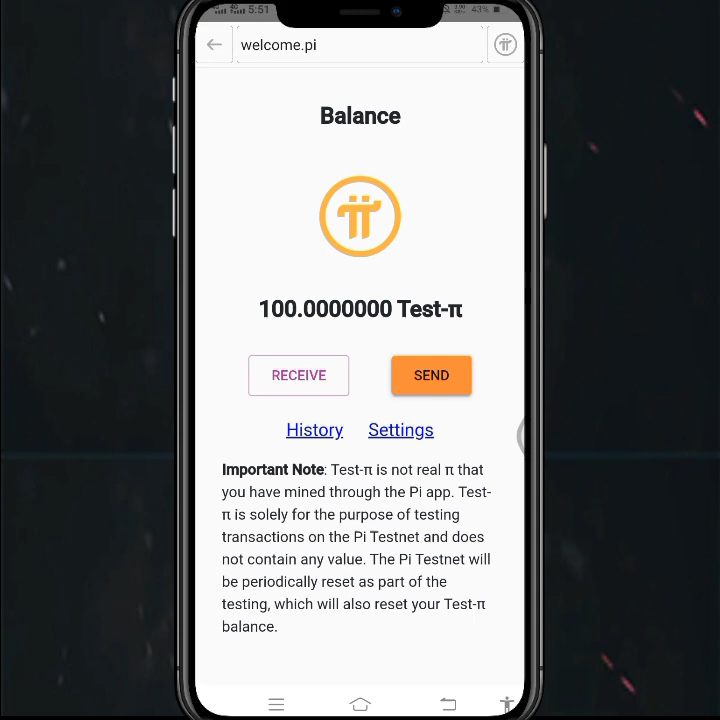 5:51 43%
welcome.pi
Balance
100.0000000 Test-π
RECEIVE SEND
History Settings
Important Note: Test-π is not real π that
you have mined through the Pi app. Test-
π is solely for the purpose of testing
transactions on the Pi Testnet and does
not contain any value. The Pi Testnet will
be periodically reset as part of the
testing, which will also reset your Test-π
balance.